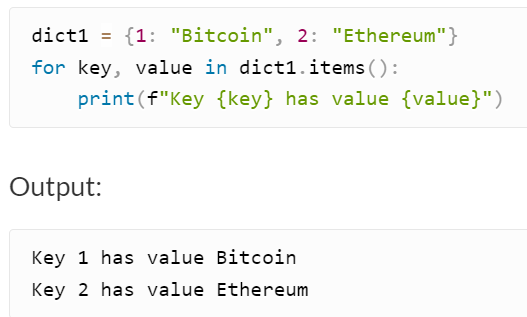 dict1 = {1: "Bitcoin", 2: "Ethereum"}
for key, value in dict1.items():
    print(f"Key {key} has value {value}")
Output:
Key 1 has value Bitcoin
Key 2 has value Ethereum